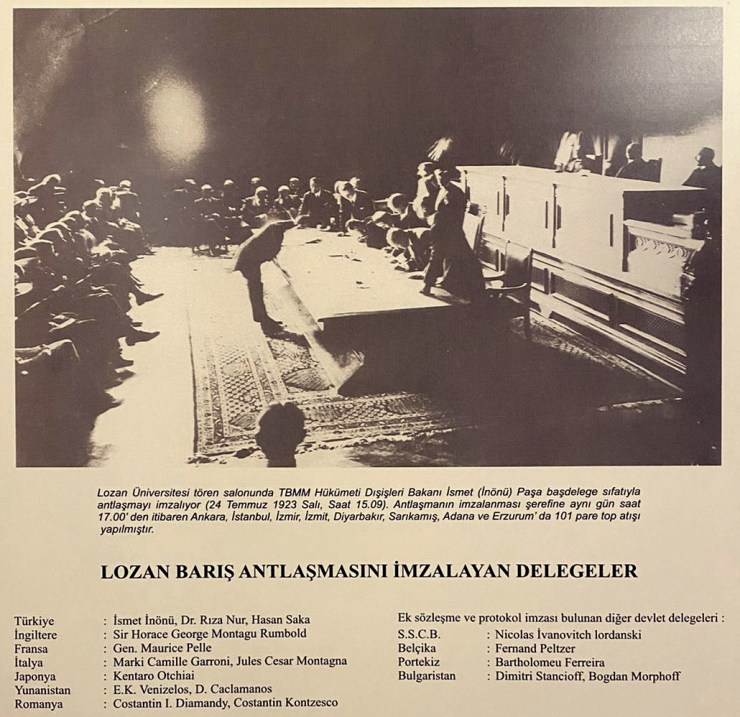 Lozan Üniversitesi tören salonunda TBMM Hükümeti Dışişleri Bakanı İsmet (İnönü) Paşa başdelege sıfatıyla
antlaşmayı imzalıyor (24 Temmuz 1923 Salı, Saat 15.09). Antlaşmanın imzalanması şerefine aynı gün saat
17.00' den itibaren Ankara, İstanbul, İzmir, İzmit, Diyarbakır, Sarıkamış, Adana ve Erzurum' da 101 pare top atışı
yapılmıştır.
LOZAN BARIŞ ANTLAŞMASINI İMZALAYAN DELEGELER
Türkiye : İsmet İnönü, Dr. Rıza Nur, Hasan Saka
İngiltere : Sir Horace George Montagu Rumbold
Fransa : Gen. Maurice Pelle
İtalya : Marki Camille Garroni, Jules Cesar Montagna
Japonya : Kentaro Otchiai
Yunanistan : E.K. Venizelos, D. Caclamanos
Romanya : Costantin I. Diamandy, Costantin Kontzesco
Ek sözleşme ve protokol imzası bulunan diğer devlet delegeleri :
S.S.C.B. : Nicolas İvanovitch Iordanski
Belçika : Fernand Peltzer
Portekiz : Bartholomeu Ferreira
Bulgaristan : Dimitri Stancioff, Bogdan Morphoff